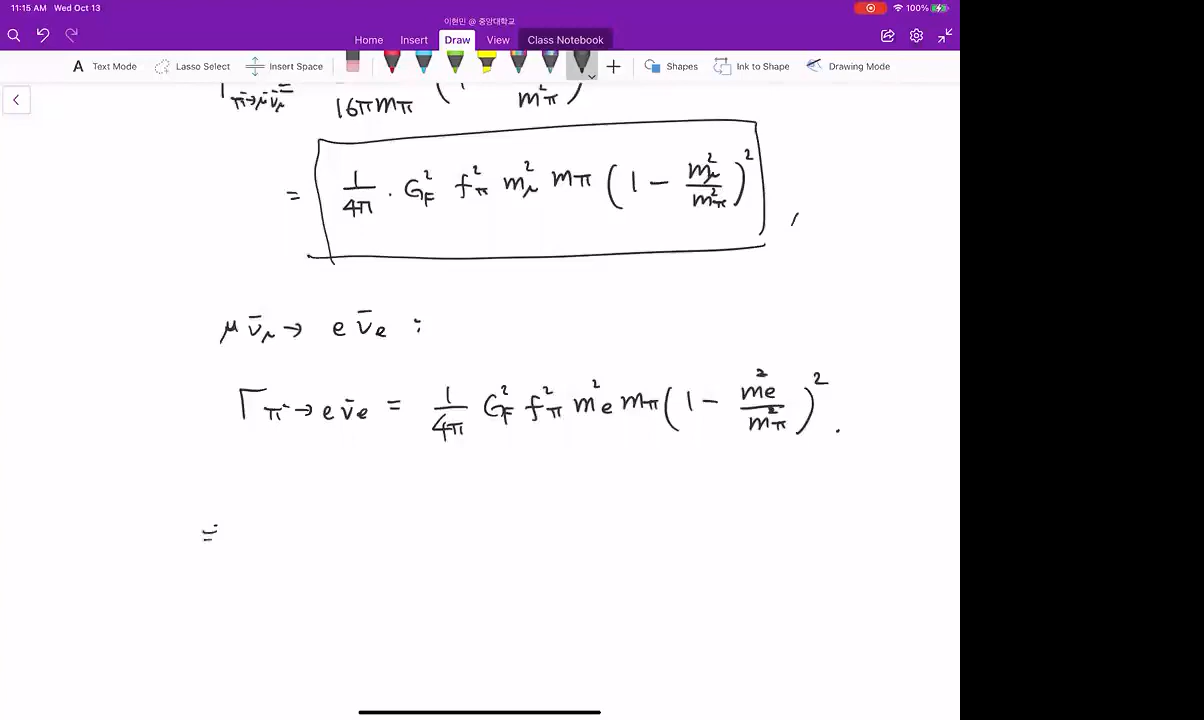 11:15 AM Wed Oct 13
100%
이현민 @ 중앙대학교
Home Insert Draw View Class Notebook
Text Mode Lasso Select Insert Space Shapes Ink to Shape Drawing Mode
Γ π⁻→μν̄μ = 16πmπ ( m²π )
= 1/4π · G_F² f_π² m_μ² m_π (1 − m_μ²/m_π²)² ,
μ ν̄_μ → e ν̄_e :
Γ_π⁻→e ν̄_e = 1/4π G_F² f_π² m_e² m_π (1 − m_e²/m_π²)² .
=